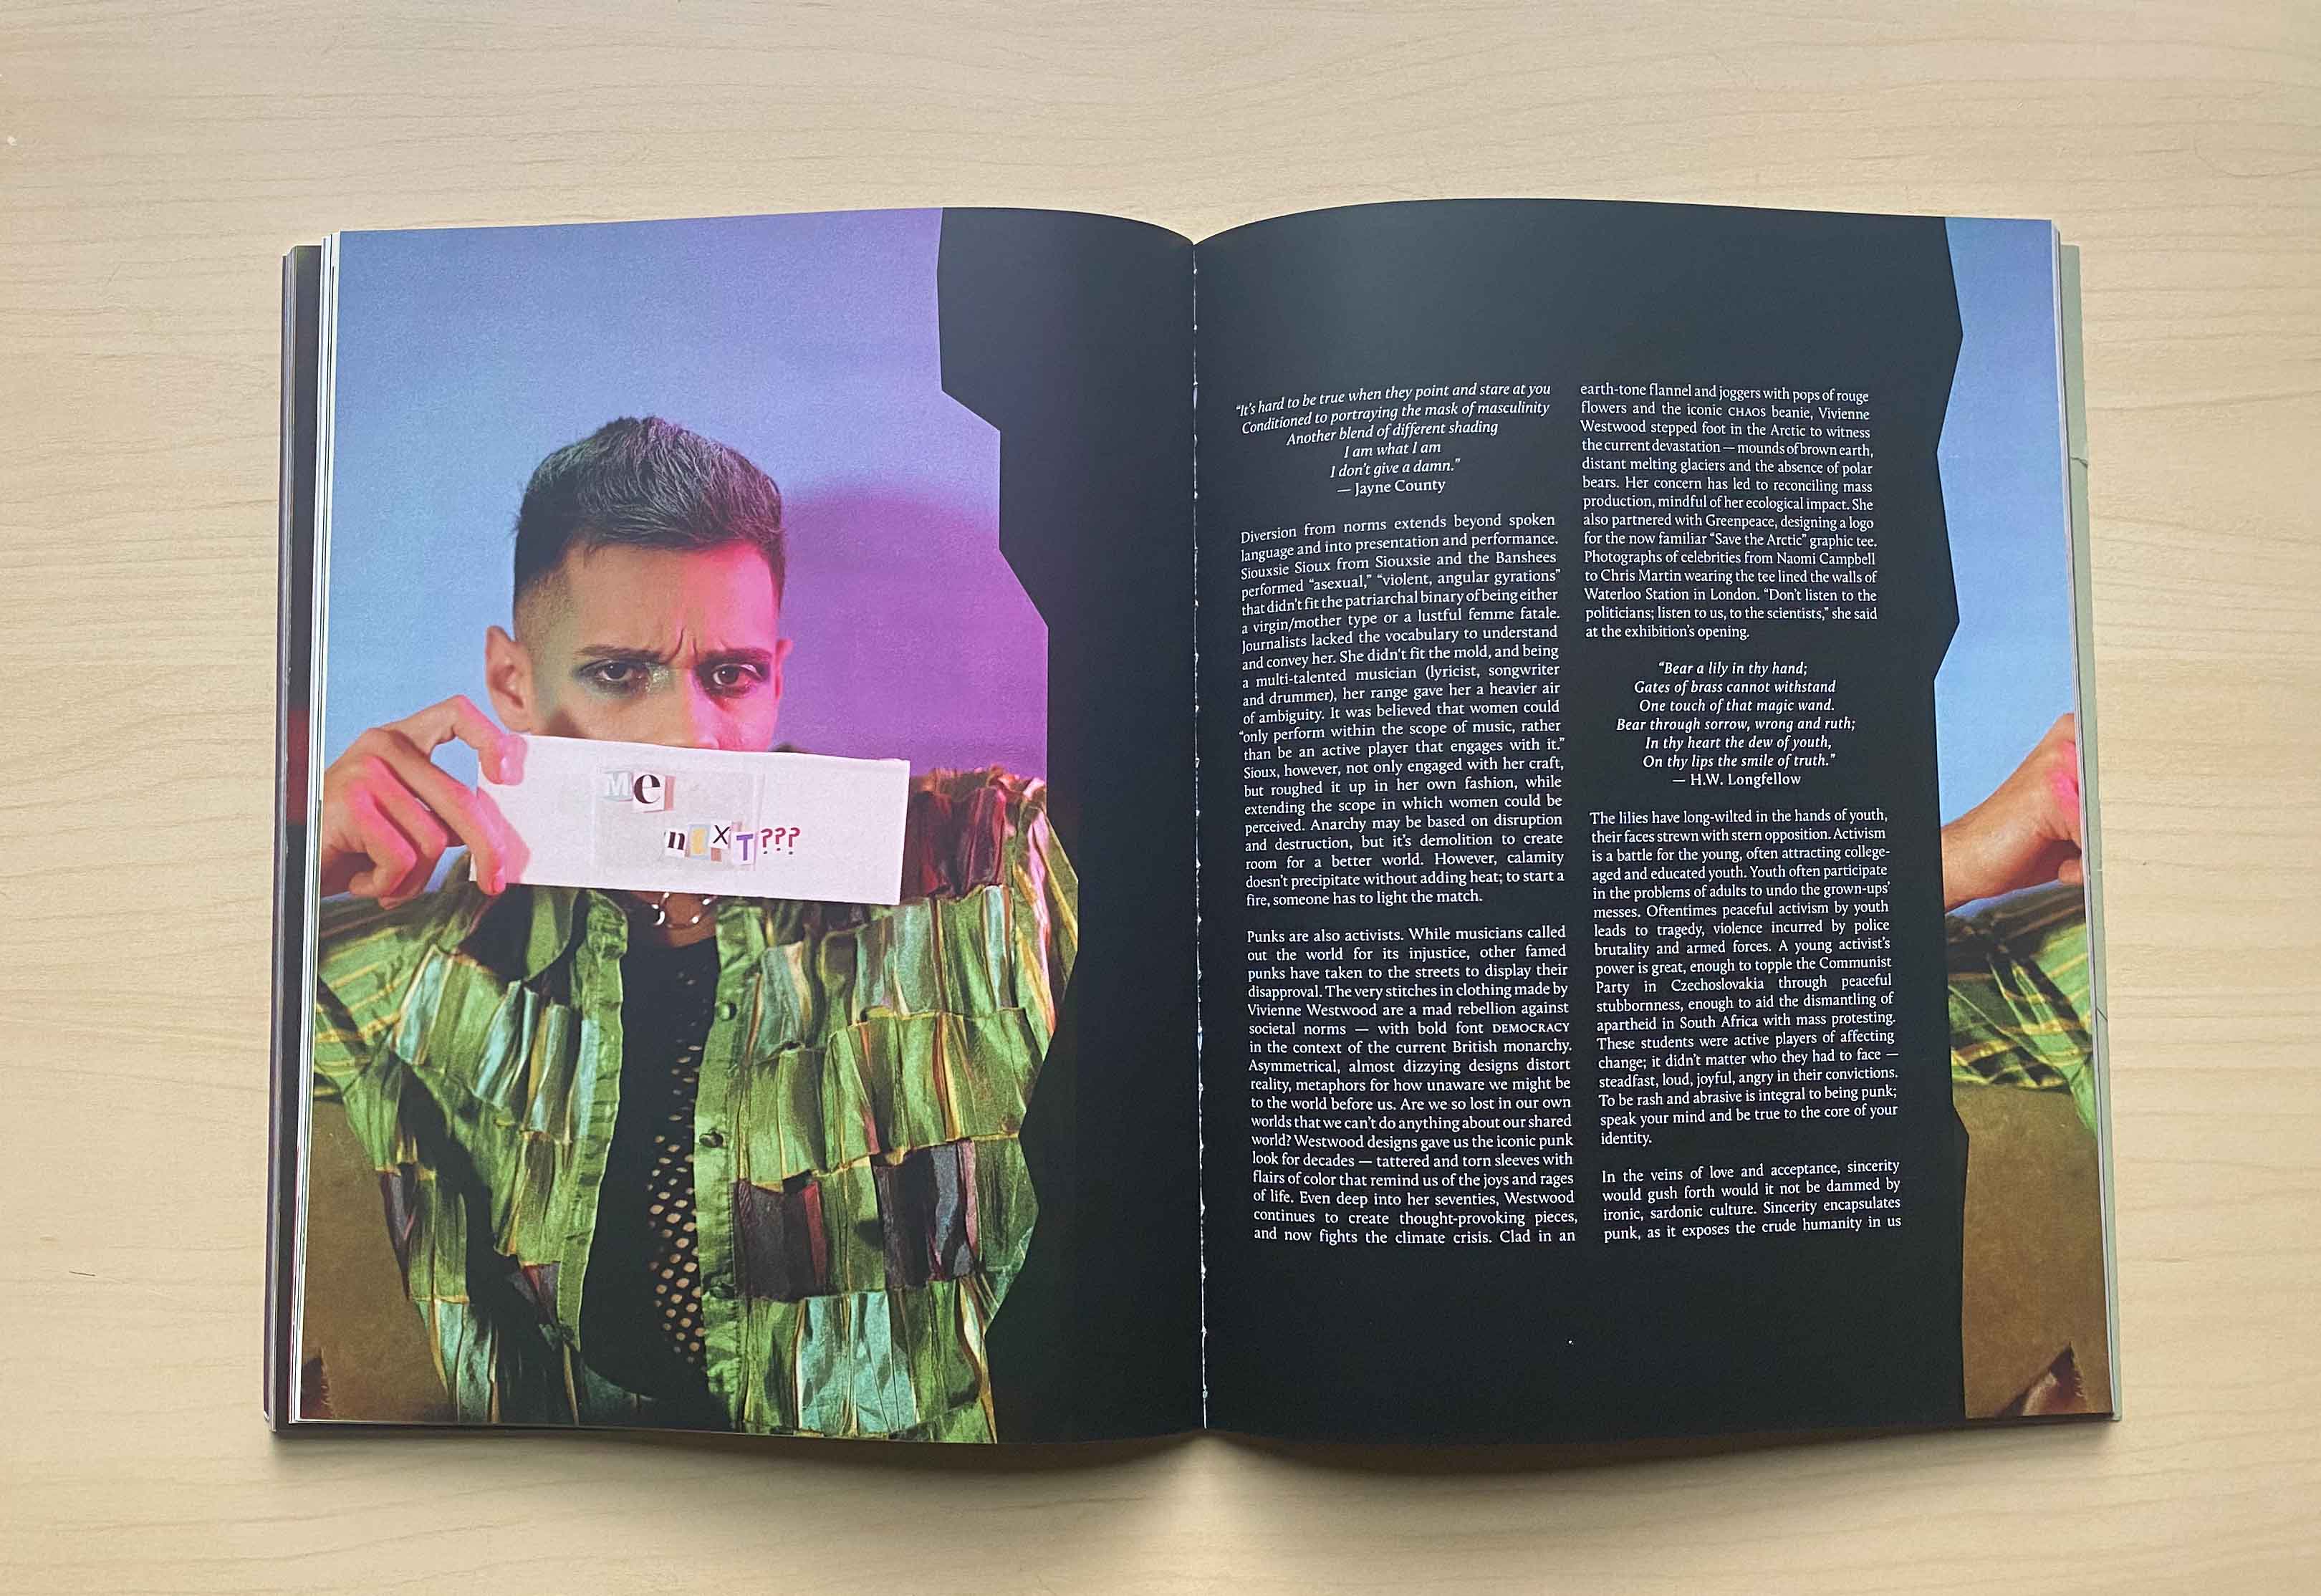 Me
neXT???
“It’s hard to be true when they point and stare at you
Conditioned to portraying the mask of masculinity
Another blend of different shading
I am what I am
I don’t give a damn.”
— Jayne County
Diversion from norms extends beyond spoken
language and into presentation and performance.
Siouxsie Sioux from Siouxsie and the Banshees
performed “asexual,” “violent, angular gyrations”
that didn’t fit the patriarchal binary of being either
a virgin/mother type or a lustful femme fatale.
Journalists lacked the vocabulary to understand
and convey her. She didn’t fit the mold, and being
a multi-talented musician (lyricist, songwriter
and drummer), her range gave her a heavier air
of ambiguity. It was believed that women could
“only perform within the scope of music, rather
than be an active player that engages with it.”
Sioux, however, not only engaged with her craft,
but roughed it up in her own fashion, while
extending the scope in which women could be
perceived. Anarchy may be based on disruption
and destruction, but it’s demolition to create
room for a better world. However, calamity
doesn’t precipitate without adding heat; to start a
fire, someone has to light the match.
Punks are also activists. While musicians called
out the world for its injustice, other famed
punks have taken to the streets to display their
disapproval. The very stitches in clothing made by
Vivienne Westwood are a mad rebellion against
societal norms — with bold font DEMOCRACY
in the context of the current British monarchy.
Asymmetrical, almost dizzying designs distort
reality, metaphors for how unaware we might be
to the world before us. Are we so lost in our own
worlds that we can’t do anything about our shared
world? Westwood designs gave us the iconic punk
look for decades — tattered and torn sleeves with
flairs of color that remind us of the joys and rages
of life. Even deep into her seventies, Westwood
continues to create thought-provoking pieces,
and now fights the climate crisis. Clad in an
earth-tone flannel and joggers with pops of rouge
flowers and the iconic CHAOS beanie, Vivienne
Westwood stepped foot in the Arctic to witness
the current devastation — mounds of brown earth,
distant melting glaciers and the absence of polar
bears. Her concern has led to reconciling mass
production, mindful of her ecological impact. She
also partnered with Greenpeace, designing a logo
for the now familiar “Save the Arctic” graphic tee.
Photographs of celebrities from Naomi Campbell
to Chris Martin wearing the tee lined the walls of
Waterloo Station in London. “Don’t listen to the
politicians; listen to us, to the scientists,” she said
at the exhibition’s opening.
“Bear a lily in thy hand;
Gates of brass cannot withstand
One touch of that magic wand.
Bear through sorrow, wrong and ruth;
In thy heart the dew of youth,
On thy lips the smile of truth.”
— H.W. Longfellow
The lilies have long-wilted in the hands of youth,
their faces strewn with stern opposition. Activism
is a battle for the young, often attracting college-
aged and educated youth. Youth often participate
in the problems of adults to undo the grown-ups’
messes. Oftentimes peaceful activism by youth
leads to tragedy, violence incurred by police
brutality and armed forces. A young activist’s
power is great, enough to topple the Communist
Party in Czechoslovakia through peaceful
stubbornness, enough to aid the dismantling of
apartheid in South Africa with mass protesting.
These students were active players of affecting
change; it didn’t matter who they had to face —
steadfast, loud, joyful, angry in their convictions.
To be rash and abrasive is integral to being punk;
speak your mind and be true to the core of your
identity.
In the veins of love and acceptance, sincerity
would gush forth would it not be dammed by
ironic, sardonic culture. Sincerity encapsulates
punk, as it exposes the crude humanity in us